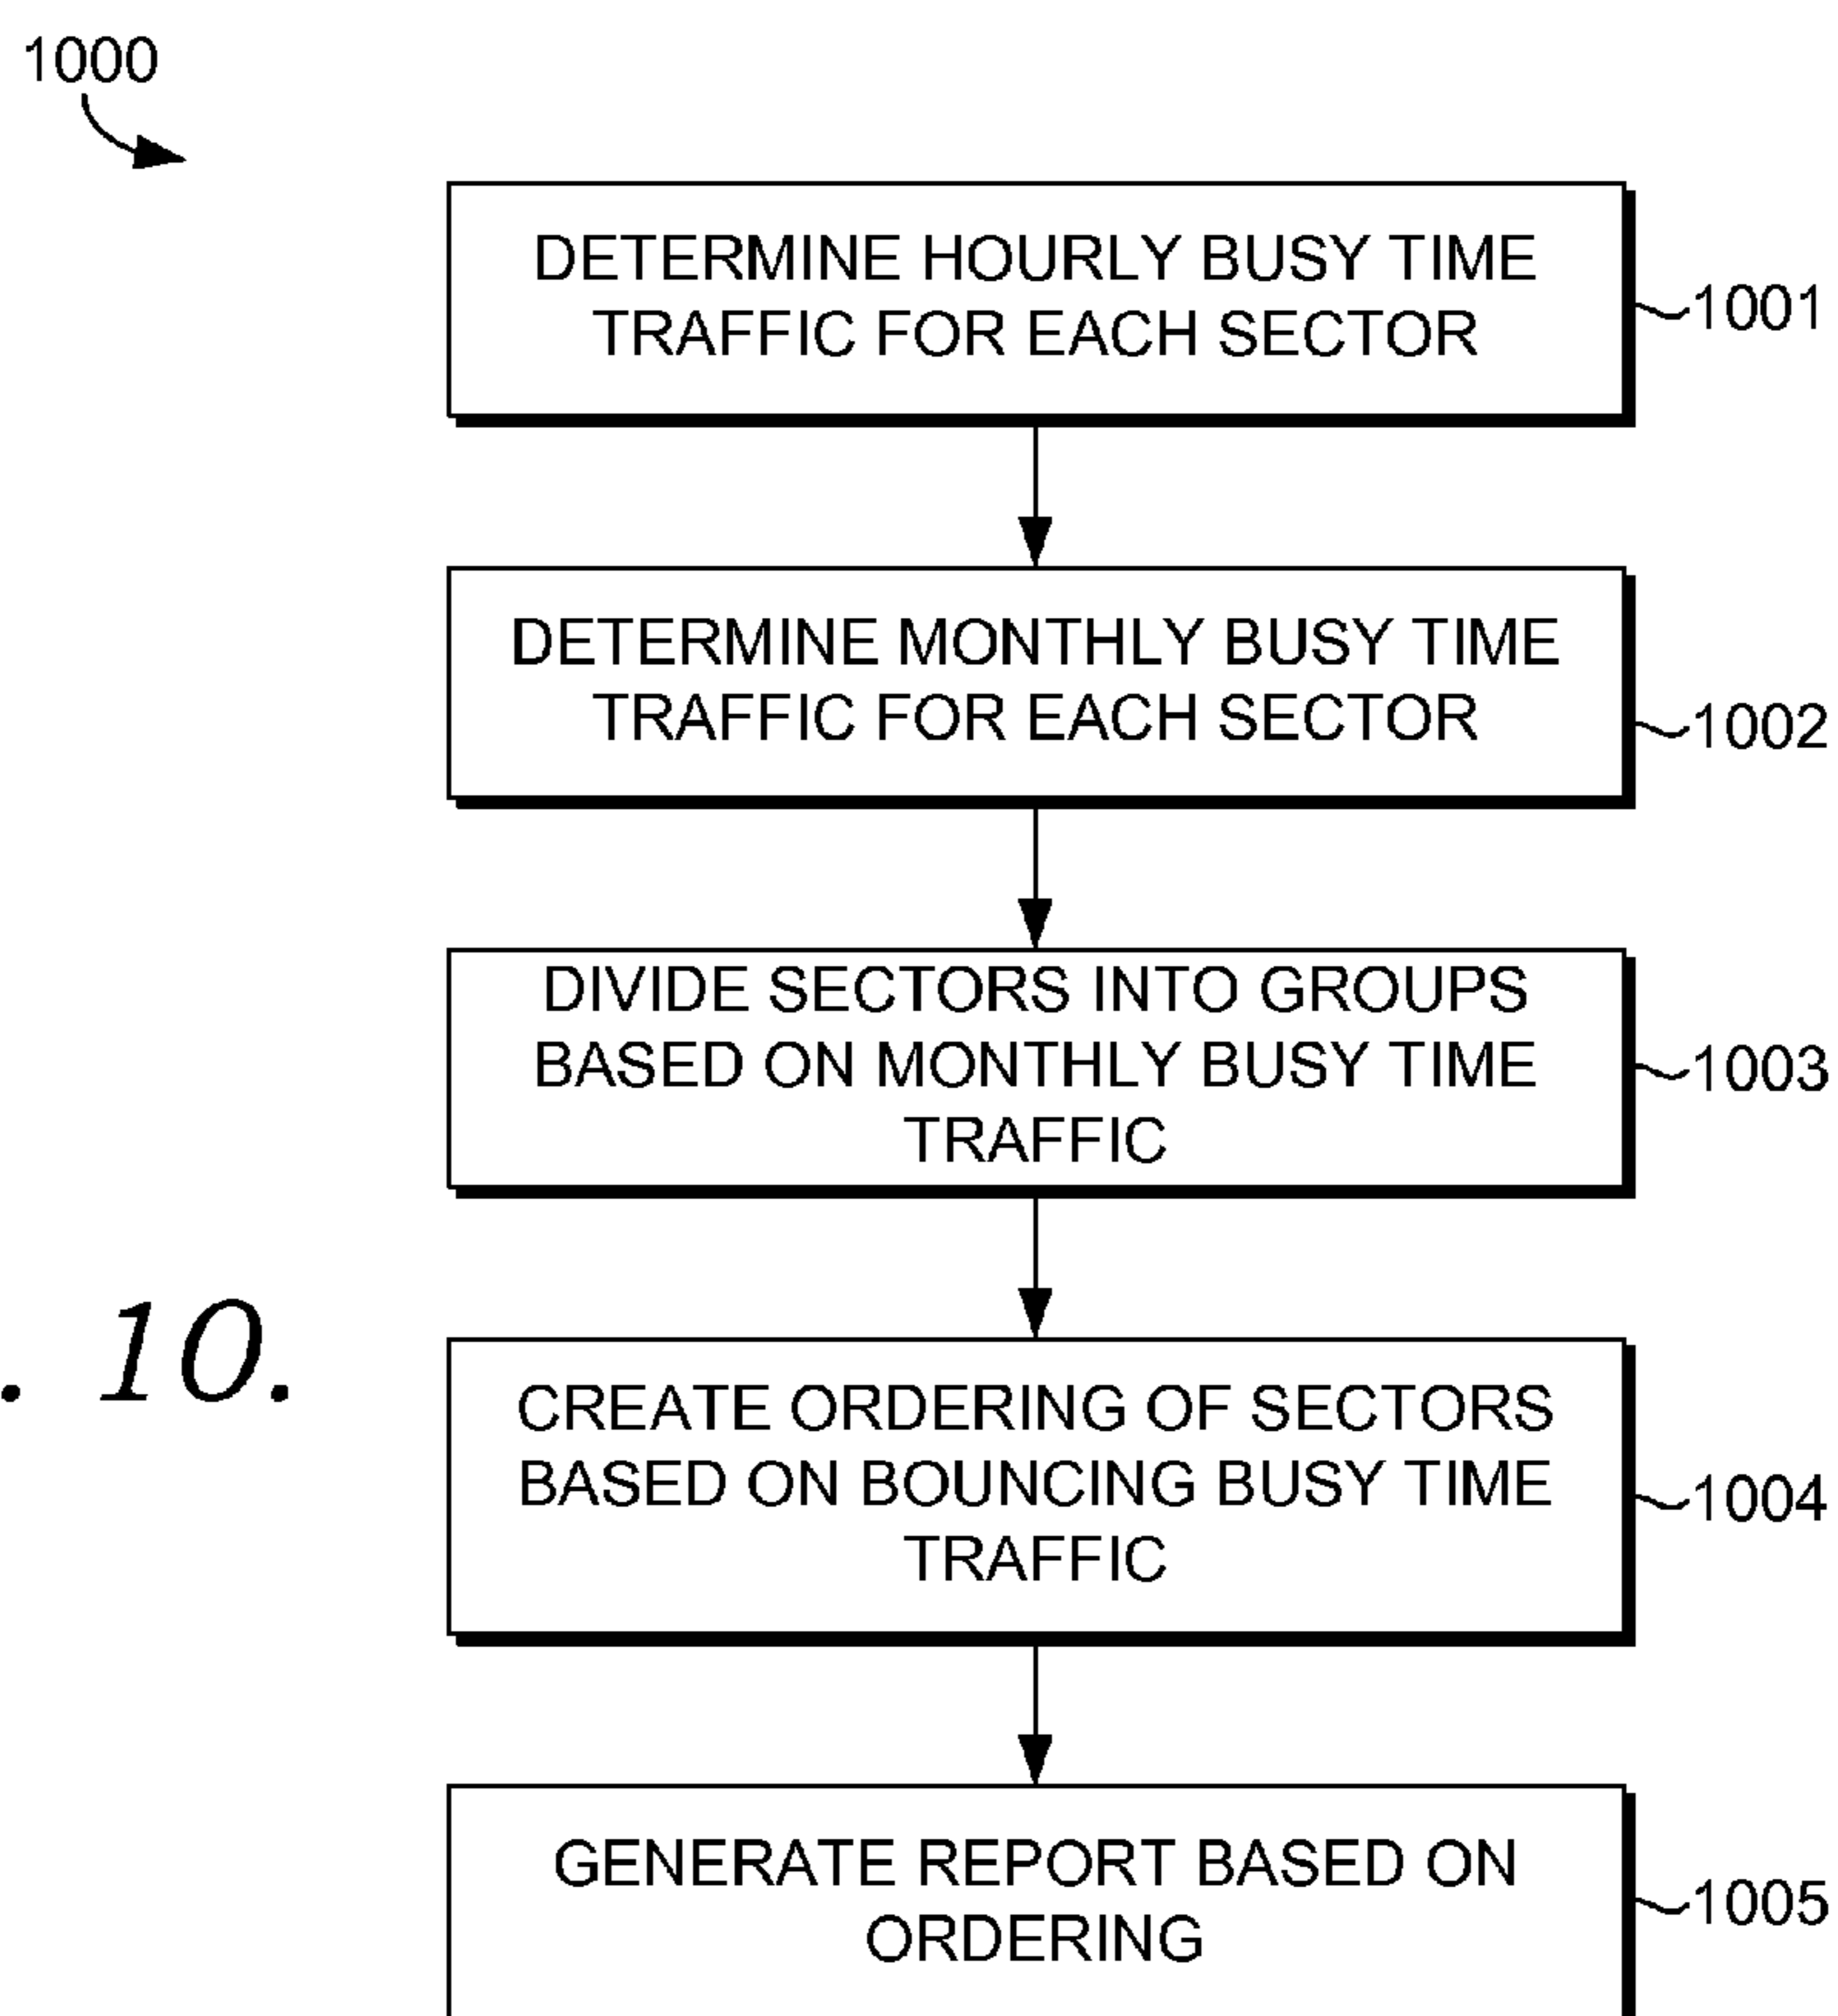 1000
DETERMINE HOURLY BUSY TIME
TRAFFIC FOR EACH SECTOR
1001
DETERMINE MONTHLY BUSY TIME
TRAFFIC FOR EACH SECTOR
1002
DIVIDE SECTORS INTO GROUPS
BASED ON MONTHLY BUSY TIME
TRAFFIC
1003
. 10.
CREATE ORDERING OF SECTORS
BASED ON BOUNCING BUSY TIME
TRAFFIC
1004
GENERATE REPORT BASED ON
ORDERING
1005